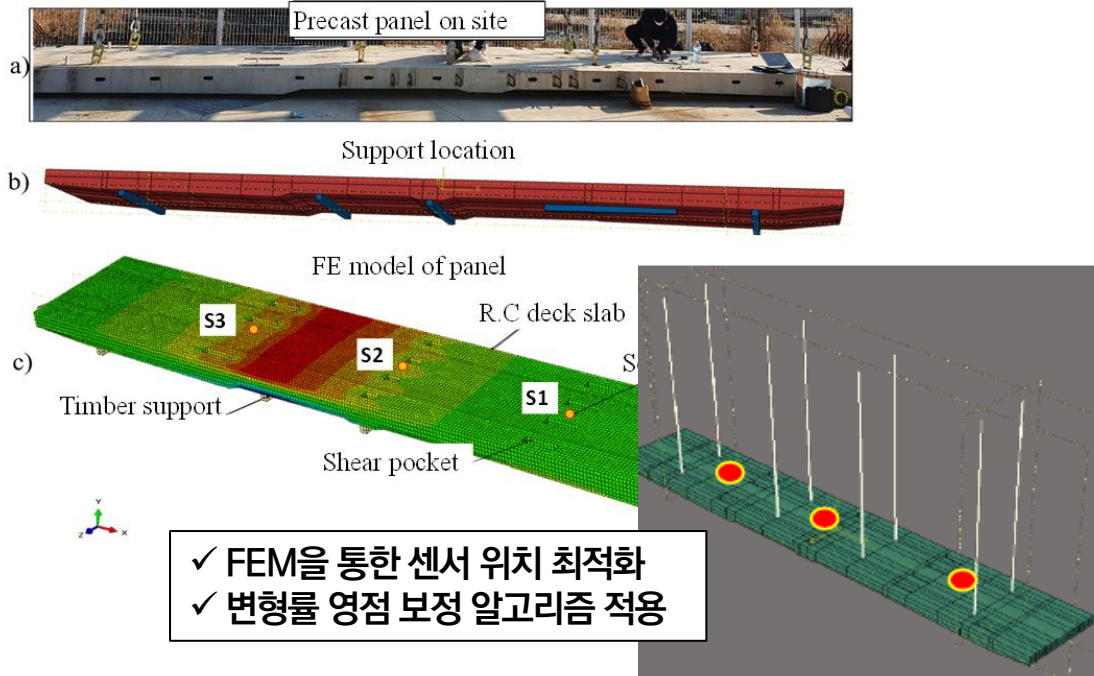 Precast panel on site
a)
Support location
b)
FE model of panel
R.C deck slab
S3
S2
c)
S1
Timber support
Shear pocket
Y
Z
X
✓ FEM을 통한 센서 위치 최적화
✓ 변형률 영점 보정 알고리즘 적용